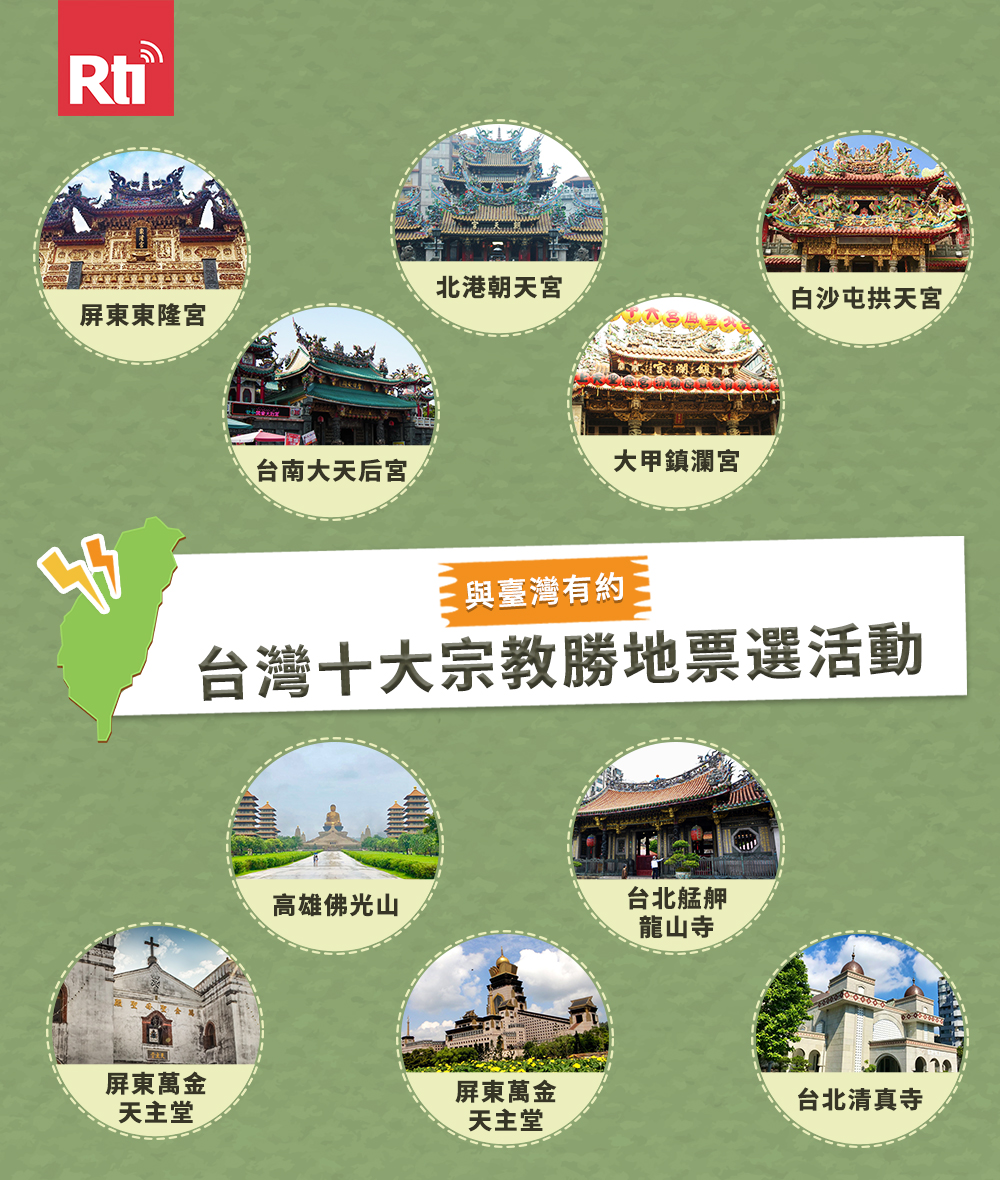 Rti
北港朝天宮
屏東東隆宮
白沙屯拱天宮
台南大天后宮
大甲鎮瀾宮
與臺灣有約
台灣十大宗教勝地票選活動
高雄佛光山
台北艋舺
龍山寺
屏東萬金
天主堂
屏東萬金
天主堂
台北清真寺